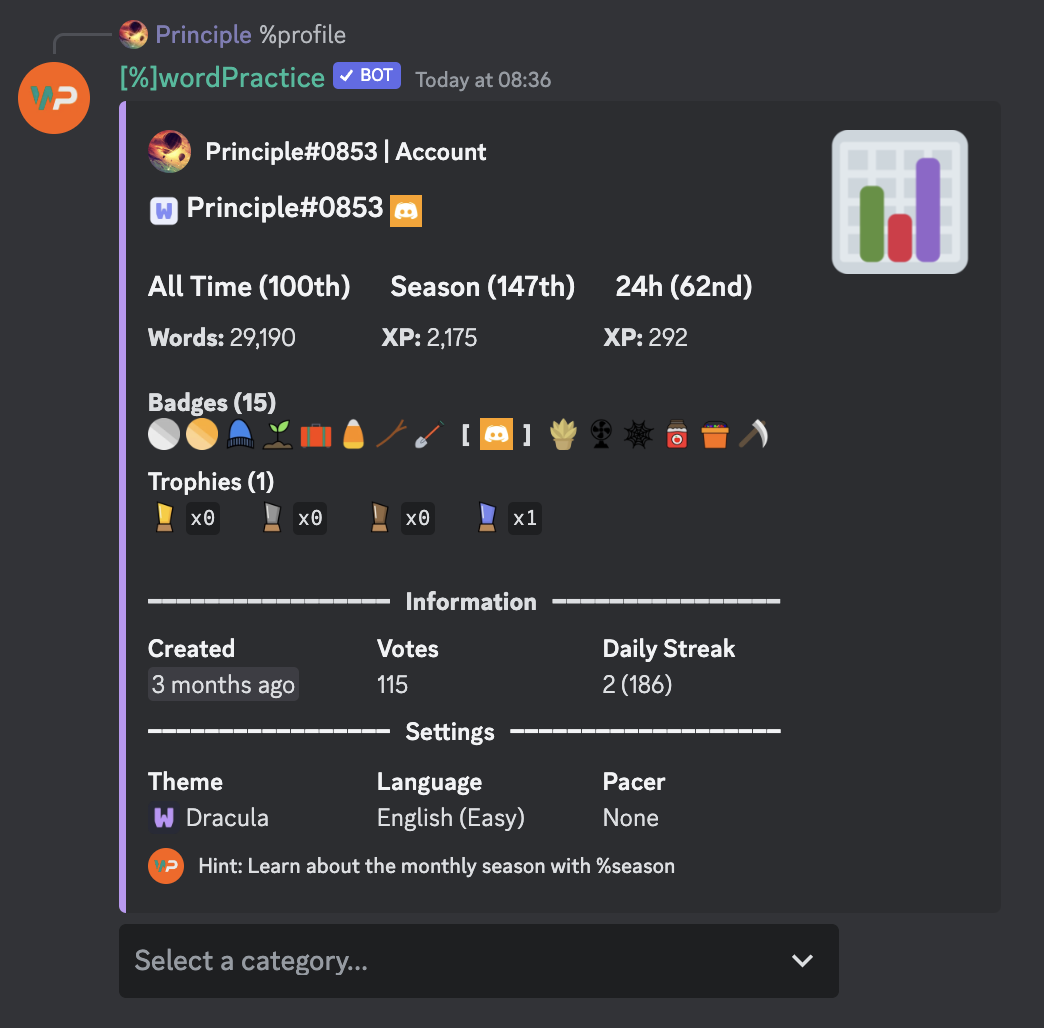 Principle %profile
WP
[%]wordPractice BOT Today at 08:36
Principle#0853 | Account
W Principle#0853
All Time (100th) Season (147th) 24h (62nd)
Words: 29,190 XP: 2,175 XP: 292
Badges (15)
[ ]
Trophies (1)
x0 x0 x0 x1
Information
Created Votes Daily Streak
3 months ago 115 2 (186)
Settings
Theme Language Pacer
W Dracula English (Easy) None
WP Hint: Learn about the monthly season with %season
Select a category...